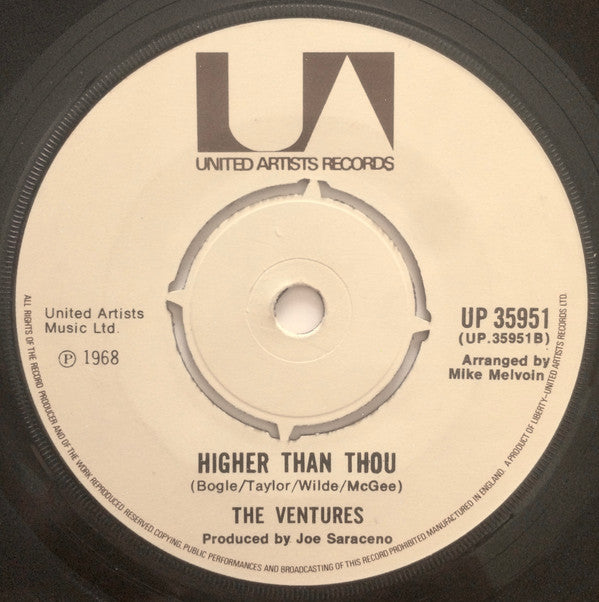 UA
UNITED ARTISTS RECORDS
United Artists
Music Ltd.
℗ 1968
UP 35951
(UP.35951B)
Arranged by
Mike Melvoin
HIGHER THAN THOU
(Bogle/Taylor/Wilde/McGee)
THE VENTURES
Produced by Joe Saraceno
ALL RIGHTS OF THE RECORD PRODUCER AND OF THE WORK REPRODUCED RESERVED. COPYING, PUBLIC PERFORMANCES AND BROADCASTING OF THIS RECORD PROHIBITED. MANUFACTURED IN ENGLAND. A PRODUCT OF LIBERTY—UNITED ARTISTS RECORDS LTD.